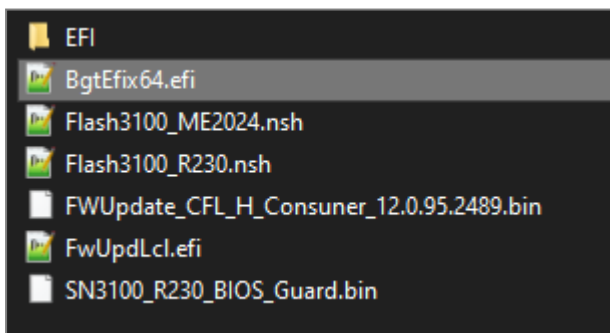 EFI
BgtEfix64.efi
Flash3100_ME2024.nsh
Flash3100_R230.nsh
FWUpdate_CFL_H_Consuner_12.0.95.2489.bin
FwUpdLcl.efi
SN3100_R230_BIOS_Guard.bin